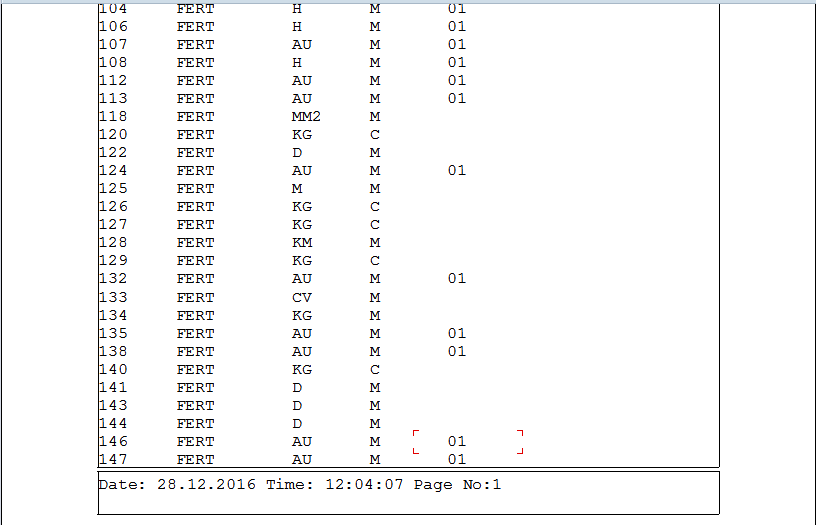 104 FERT H M 01
106 FERT H M 01
107 FERT AU M 01
108 FERT H M 01
112 FERT AU M 01
113 FERT AU M 01
118 FERT MM2 M
120 FERT KG C
122 FERT D M
124 FERT AU M 01
125 FERT M M
126 FERT KG C
127 FERT KG C
128 FERT KM M
129 FERT KG C
132 FERT AU M 01
133 FERT CV M
134 FERT KG M
135 FERT AU M 01
138 FERT AU M 01
140 FERT KG C
141 FERT D M
143 FERT D M
144 FERT D M
146 FERT AU M 01
147 FERT AU M 01
Date: 28.12.2016 Time: 12:04:07 Page No:1